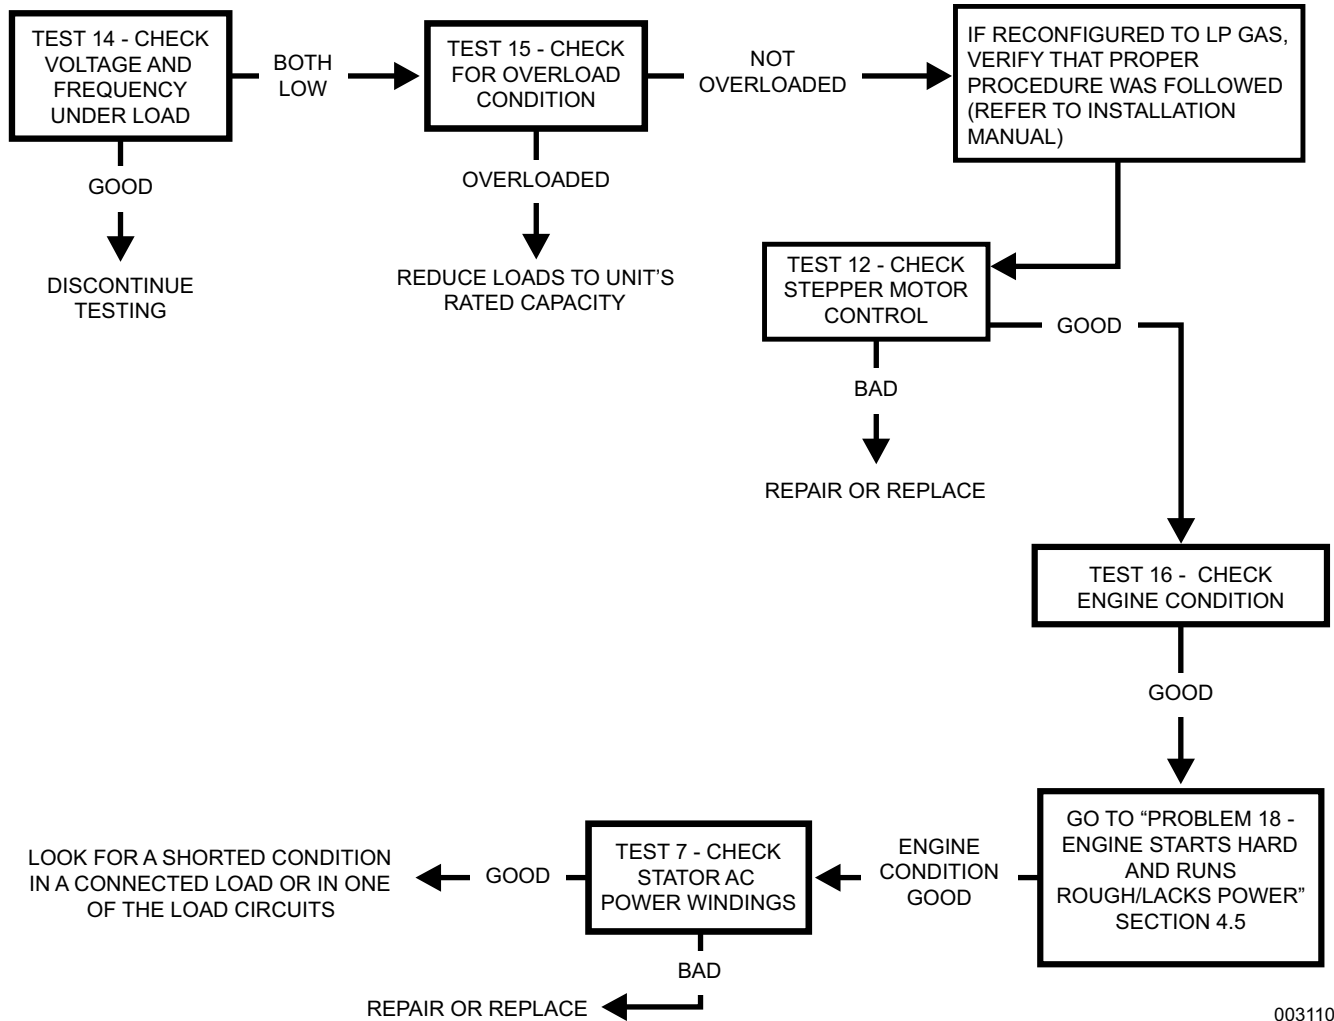 TEST 14 - CHECK
VOLTAGE AND
FREQUENCY
UNDER LOAD
BOTH
LOW
TEST 15 - CHECK
FOR OVERLOAD
CONDITION
NOT
OVERLOADED
IF RECONFIGURED TO LP GAS,
VERIFY THAT PROPER
PROCEDURE WAS FOLLOWED
(REFER TO INSTALLATION
MANUAL)
GOOD
DISCONTINUE
TESTING
OVERLOADED
REDUCE LOADS TO UNIT'S
RATED CAPACITY
TEST 12 - CHECK
STEPPER MOTOR
CONTROL
GOOD
BAD
REPAIR OR REPLACE
TEST 16 - CHECK
ENGINE CONDITION
GOOD
GO TO “PROBLEM 18 -
ENGINE STARTS HARD
AND RUNS
ROUGH/LACKS POWER”
SECTION 4.5
ENGINE
CONDITION
GOOD
TEST 7 - CHECK
STATOR AC
POWER WINDINGS
GOOD
LOOK FOR A SHORTED CONDITION
IN A CONNECTED LOAD OR IN ONE
OF THE LOAD CIRCUITS
BAD
REPAIR OR REPLACE
003110